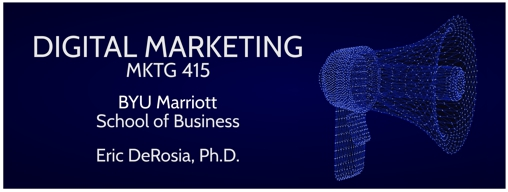 DIGITAL MARKETING
MKTG 415
BYU Marriott
School of Business
Eric DeRosia, Ph.D.